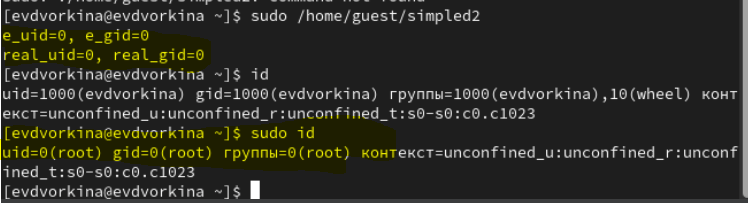 sudo: ./home/guest/simpled2: command not found
[evdvorkina@evdvorkina ~]$ sudo /home/guest/simpled2
e_uid=0, e_gid=0
real_uid=0, real_gid=0
[evdvorkina@evdvorkina ~]$ id
uid=1000(evdvorkina) gid=1000(evdvorkina) группы=1000(evdvorkina),10(wheel) конт
екст=unconfined_u:unconfined_r:unconfined_t:s0-s0:c0.c1023
[evdvorkina@evdvorkina ~]$ sudo id
uid=0(root) gid=0(root) группы=0(root) контекст=unconfined_u:unconfined_r:unconf
ined_t:s0-s0:c0.c1023
[evdvorkina@evdvorkina ~]$